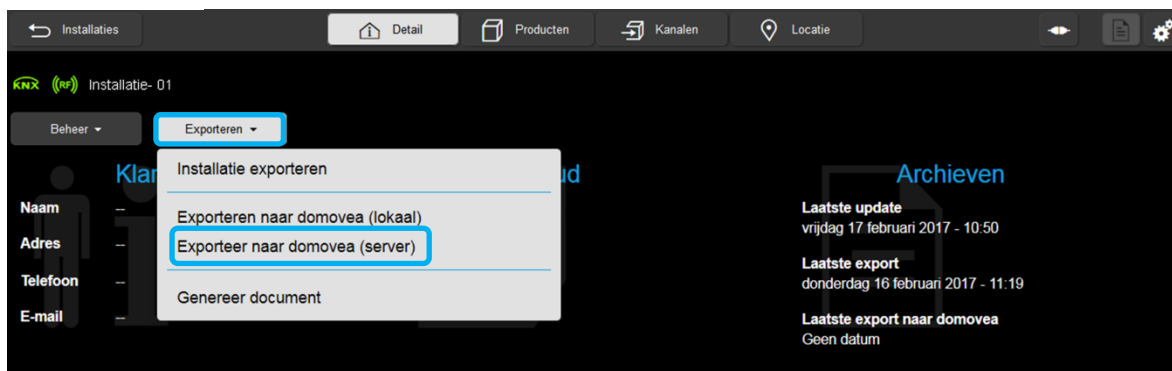 Installaties
Detail
Producten
Kanalen
Locatie
KNX ((RF)) Installatie- 01
Beheer
Exporteren
Installatie exporteren
Exporteren naar domovea (lokaal)
Exporteer naar domovea (server)
Genereer document
Naam --
Adres --
Telefoon --
E-mail --
Archieven
Laatste update
vrijdag 17 februari 2017 - 10:50
Laatste export
donderdag 16 februari 2017 - 11:19
Laatste export naar domovea
Geen datum